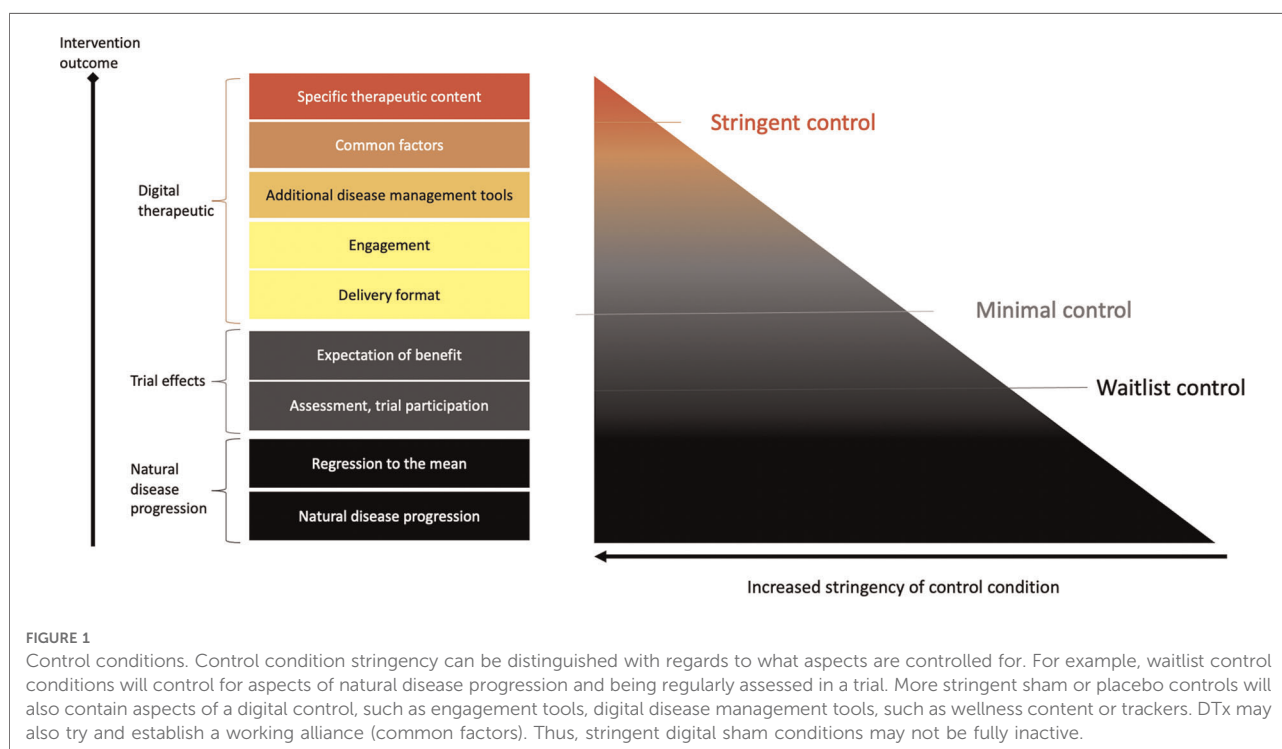 Intervention
outcome
Specific therapeutic content
Common factors
Additional disease management tools
Engagement
Delivery format
Digital
therapeutic
Expectation of benefit
Assessment, trial participation
Trial effects
Regression to the mean
Natural disease progression
Natural
disease
progression
Stringent control
Minimal control
Waitlist control
Increased stringency of control condition
FIGURE 1
Control conditions. Control condition stringency can be distinguished with regards to what aspects are controlled for. For example, waitlist control
conditions will control for aspects of natural disease progression and being regularly assessed in a trial. More stringent sham or placebo controls will
also contain aspects of a digital control, such as engagement tools, digital disease management tools, such as wellness content or trackers. DTx may
also try and establish a working alliance (common factors). Thus, stringent digital sham conditions may not be fully inactive.